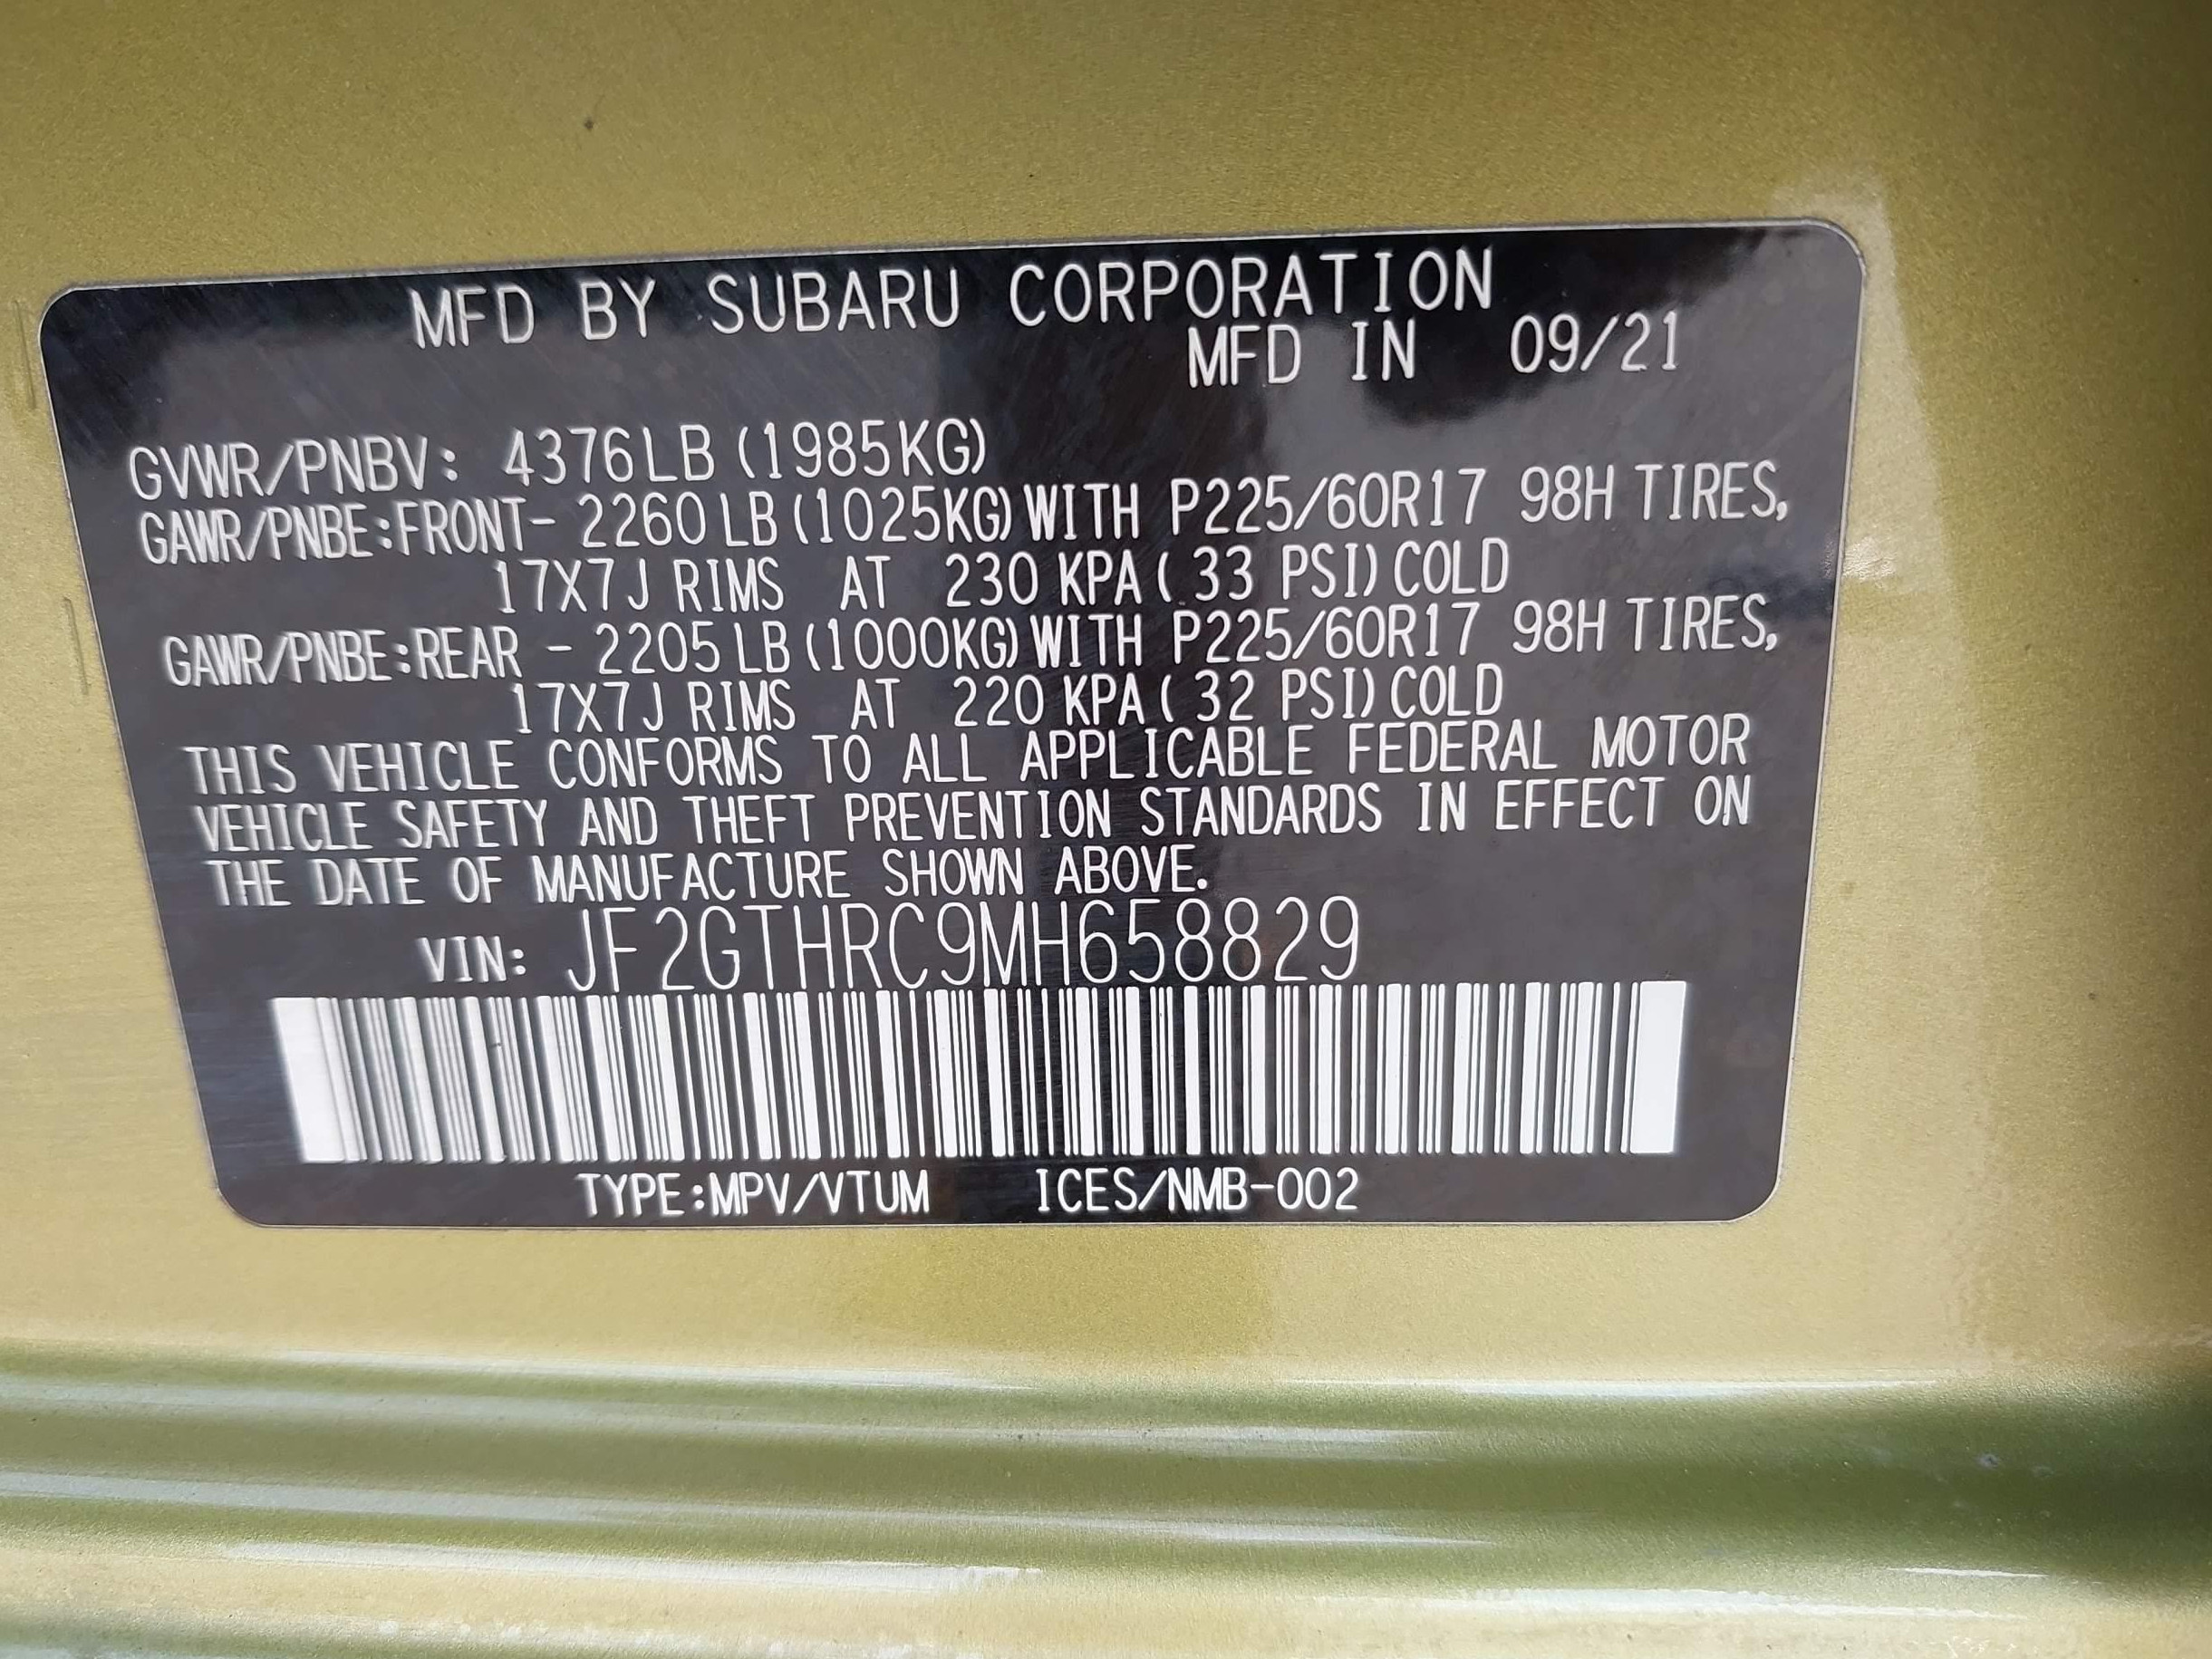 MFD BY SUBARU CORPORATION
MFD IN 09/21
GVWR/PNBV: 4376LB (1985KG)
GAWR/PNBE:FRONT- 2260LB (1025KG) WITH P225/60R17 98H TIRES,
17X7J RIMS AT 230 KPA ( 33 PSI) COLD
GAWR/PNBE:REAR - 2205LB (1000KG) WITH P225/60R17 98H TIRES,
17X7J RIMS AT 220 KPA ( 32 PSI) COLD
THIS VEHICLE CONFORMS TO ALL APPLICABLE FEDERAL MOTOR
VEHICLE SAFETY AND THEFT PREVENTION STANDARDS IN EFFECT ON
THE DATE OF MANUFACTURE SHOWN ABOVE.
VIN: JF2GTHRC9MH658829
TYPE:MPV/VTUM ICES/NMB-002